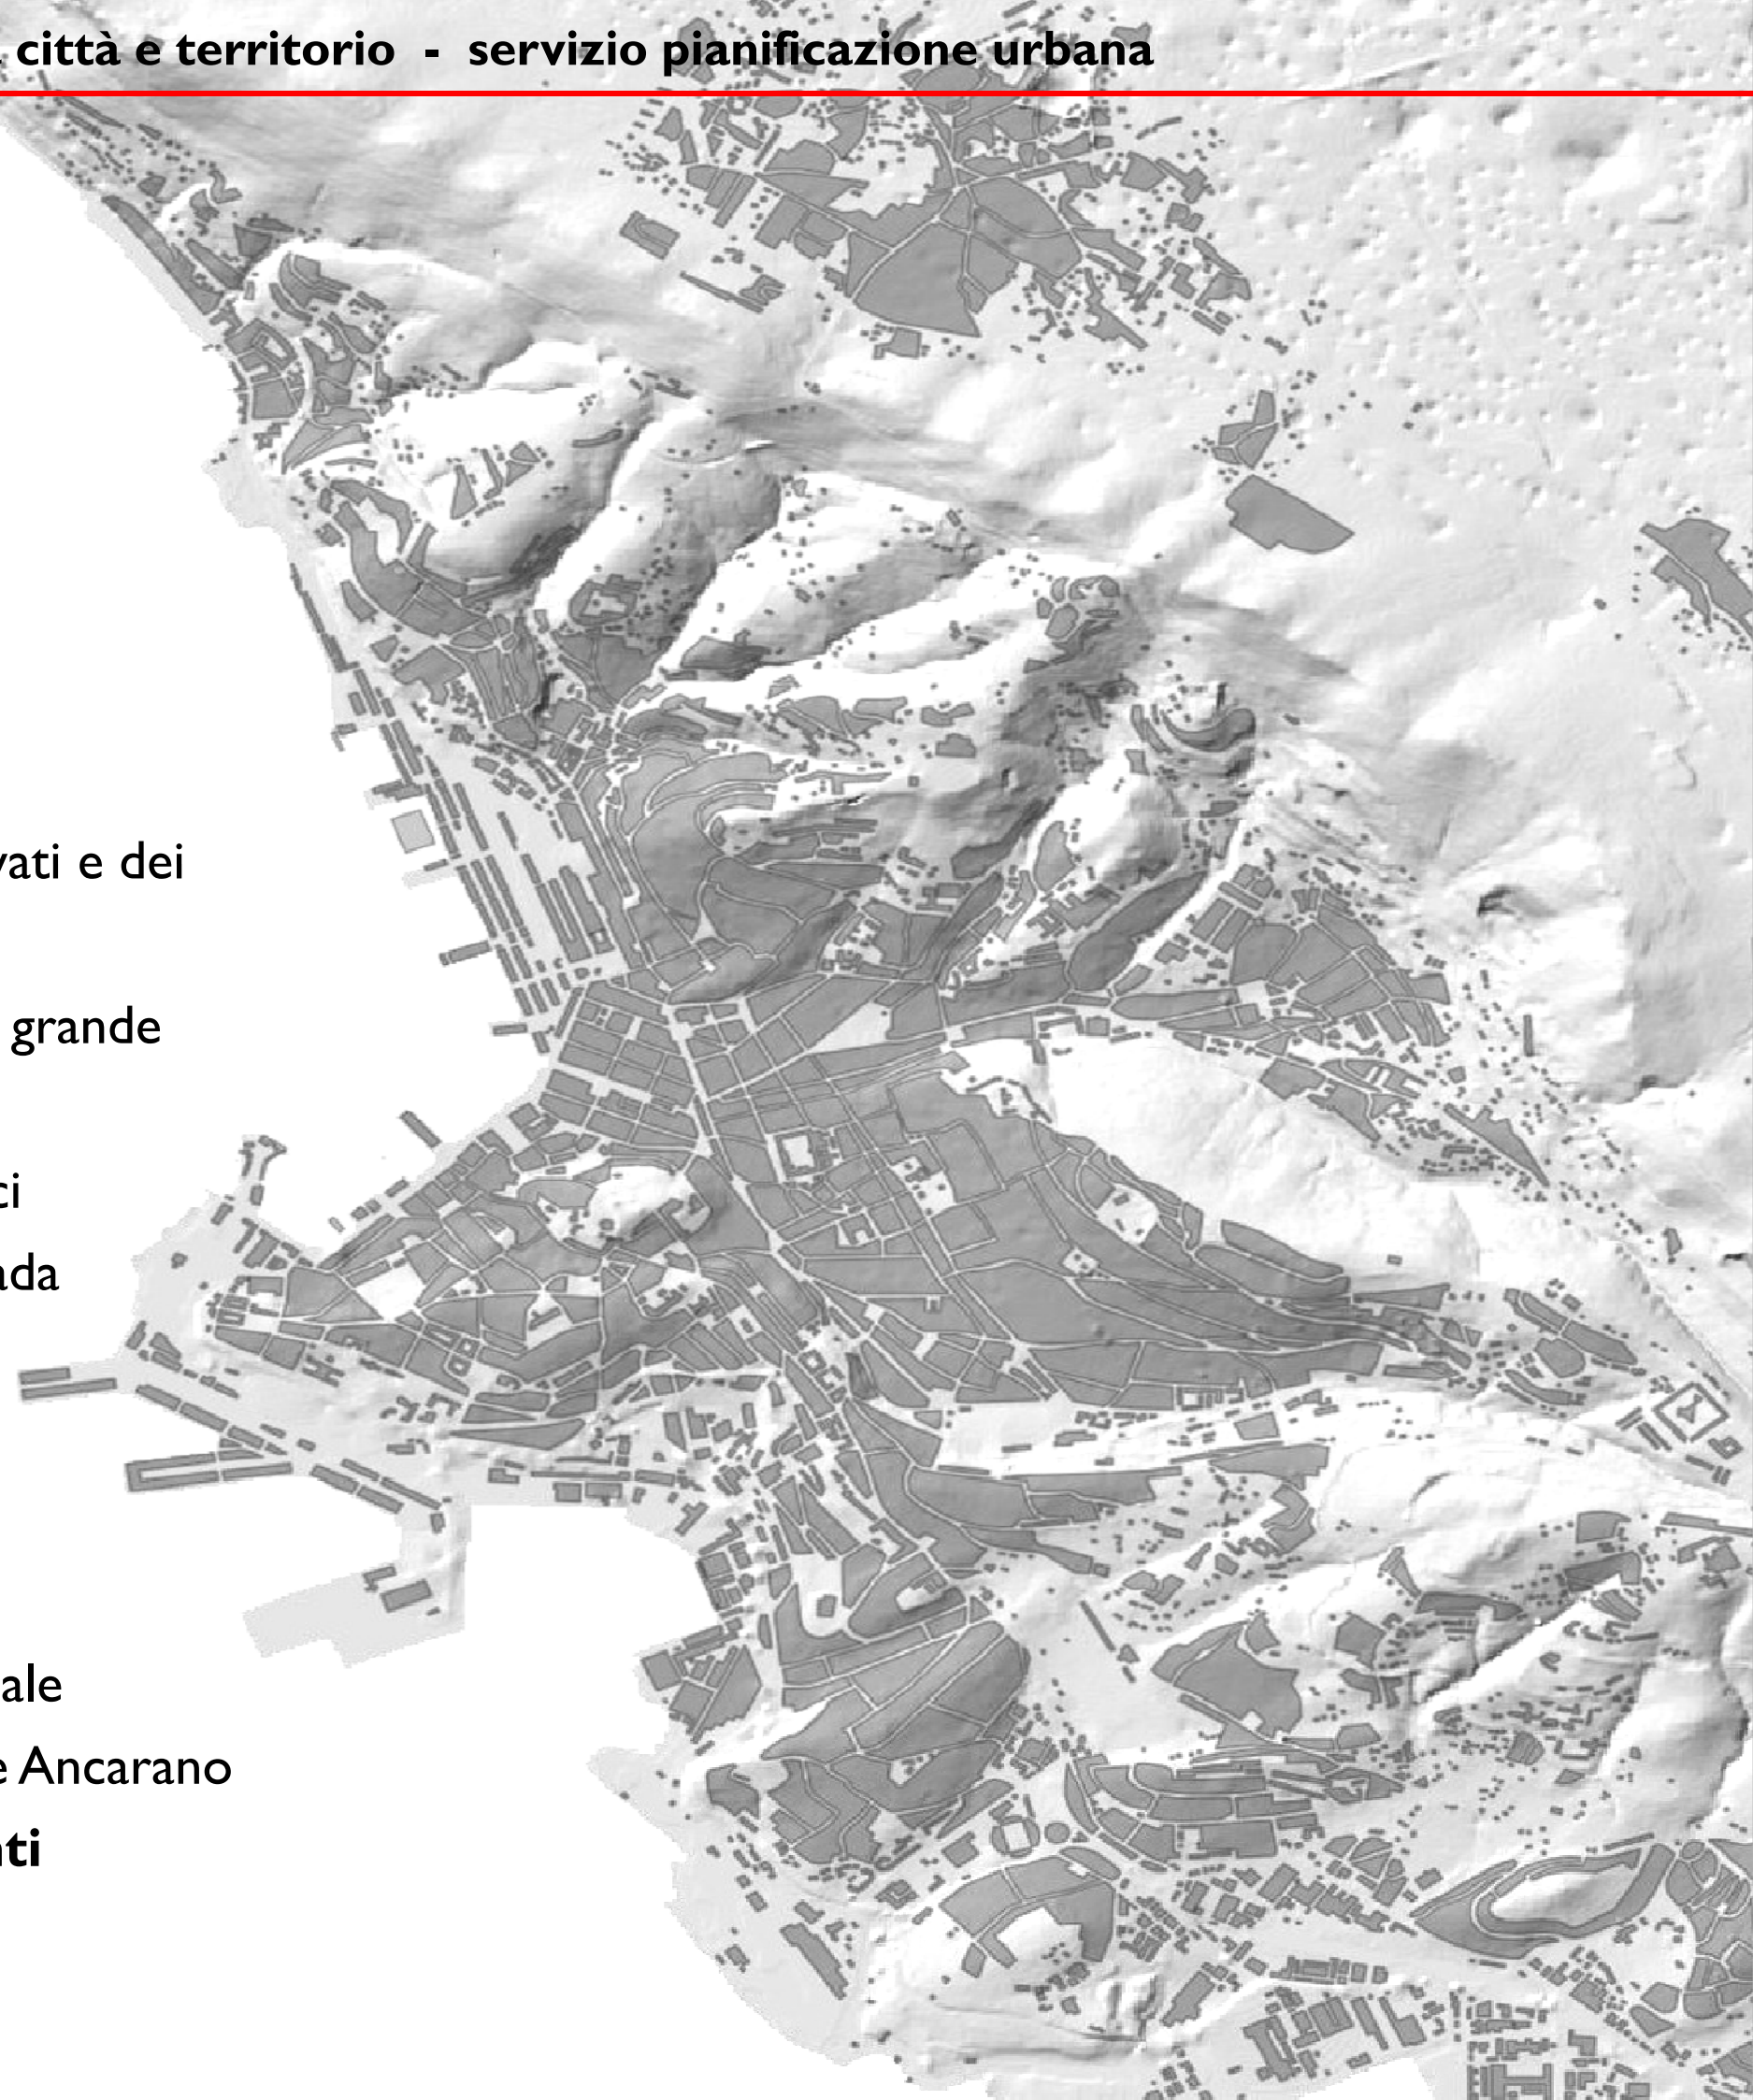 città e territorio - servizio pianificazione urbana
vati e dei
grande
ci
ada
ale
e Ancarano
ti